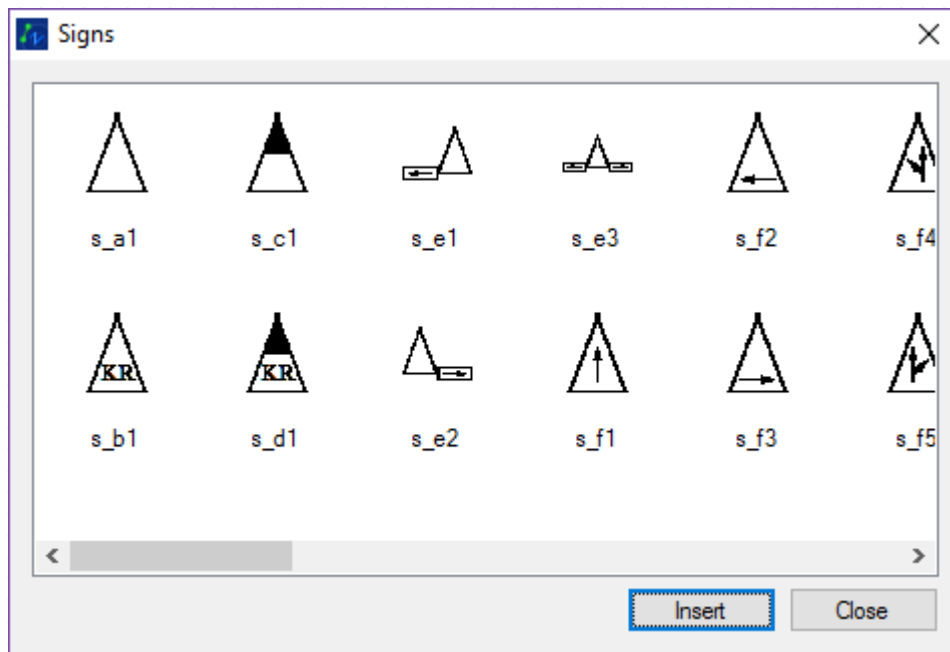 Signs
s_a1 s_c1 s_e1 s_e3 s_f2 s_f4
KR KR
s_b1 s_d1 s_e2 s_f1 s_f3 s_f5
Insert Close